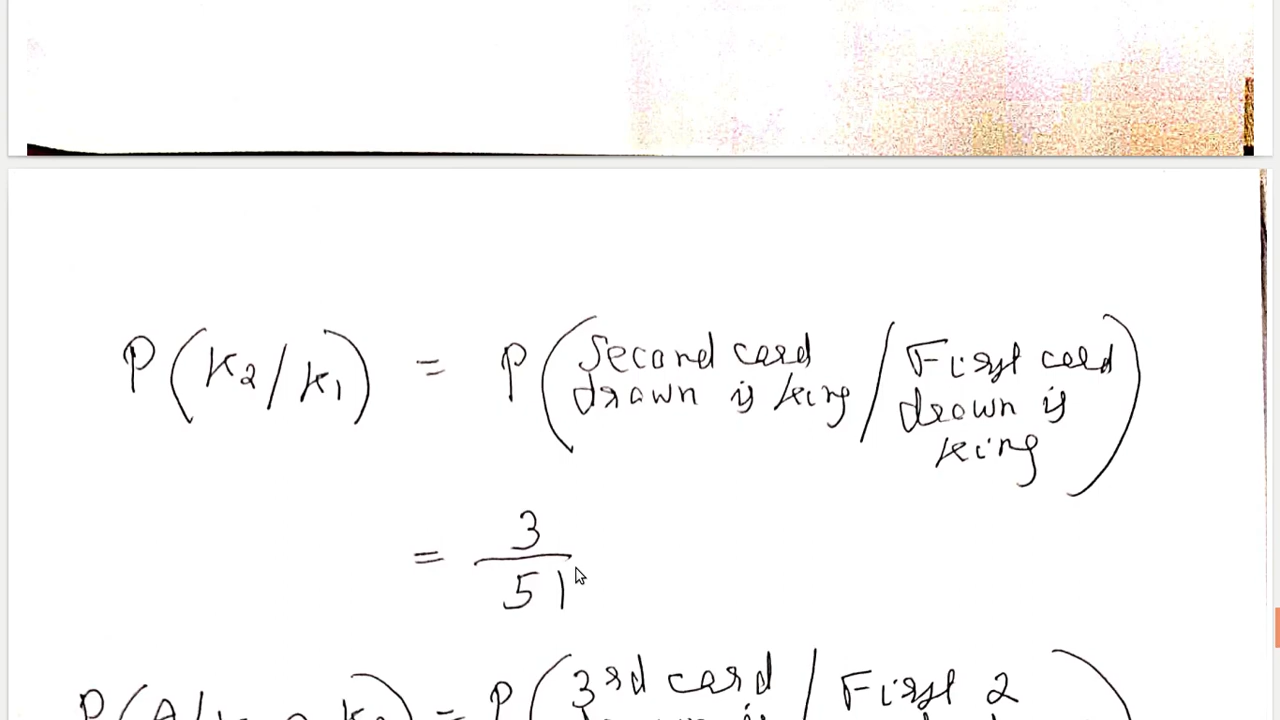 P(K2/K1) = P(Second card drawn is king / First card drawn is king)
= 3/51
= P(3rd card / First 2